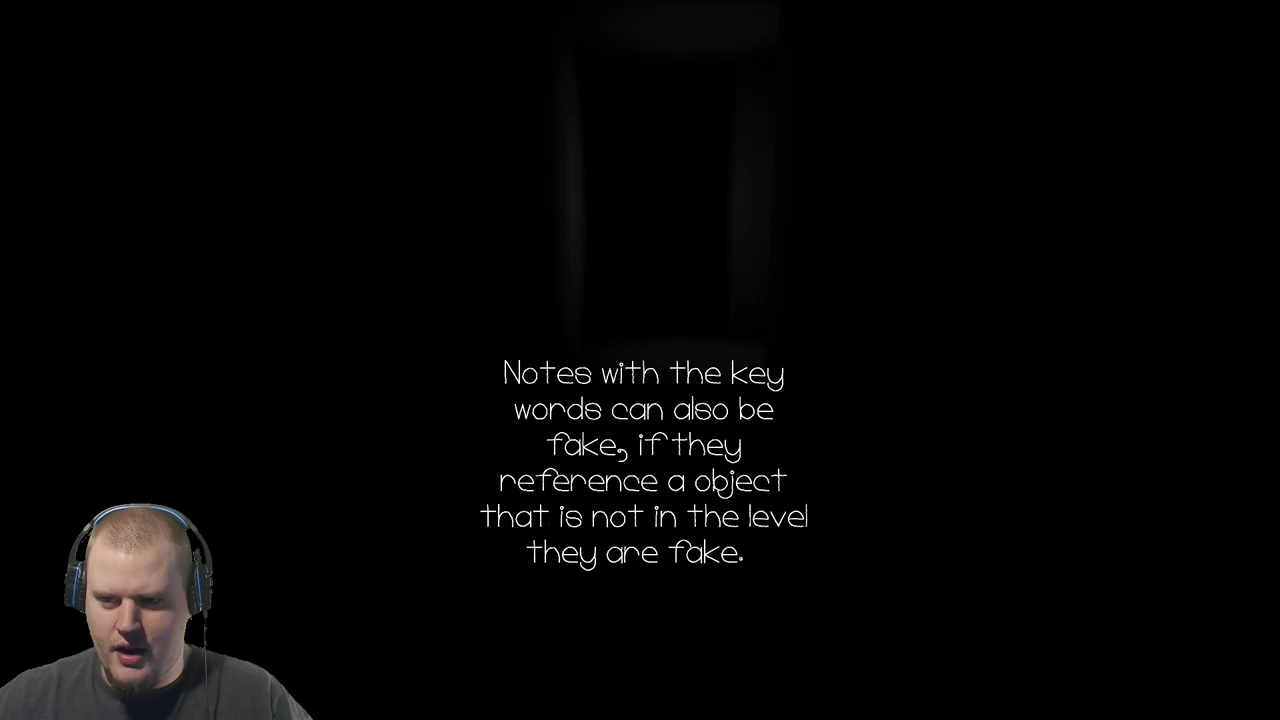 Notes with the key
words can also be
fake, if they
reference a object
that is not in the level
they are fake.